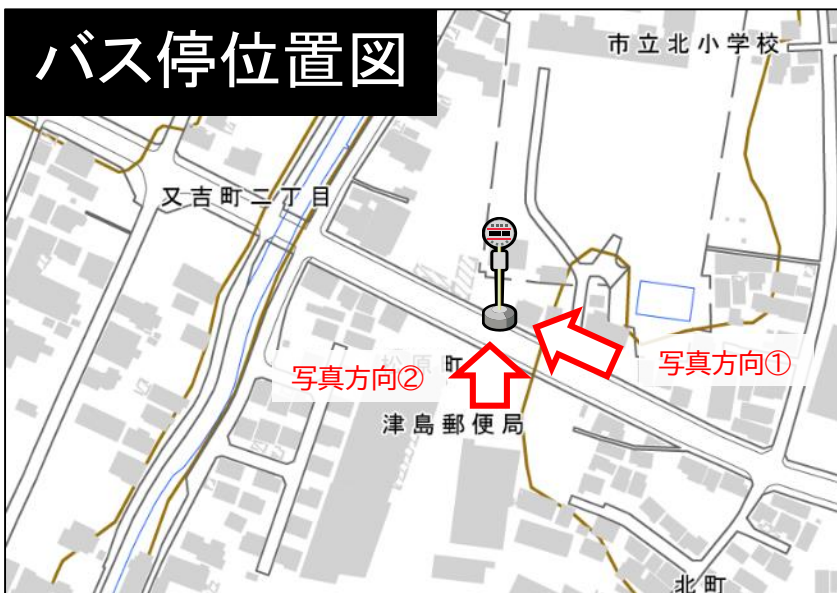 バス停位置図
市立北小学校
又吉町二丁目
松原町
写真方向①
写真方向②
津島郵便局
北町